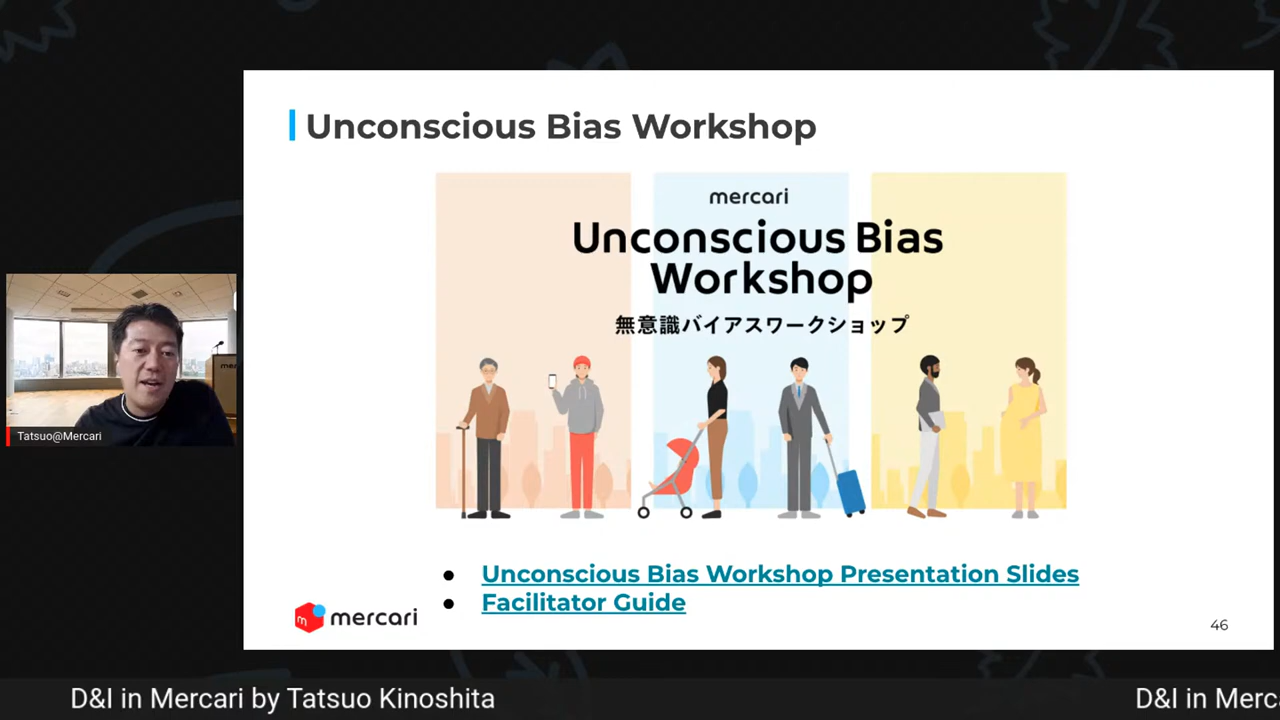 Unconscious Bias Workshop
mercari
Unconscious Bias
Workshop
無意識バイアスワークショップ
Tatsuo@Mercari
● Unconscious Bias Workshop Presentation Slides
● Facilitator Guide
mercari
46
D&I in Mercari by Tatsuo Kinoshita
D&I in Merc